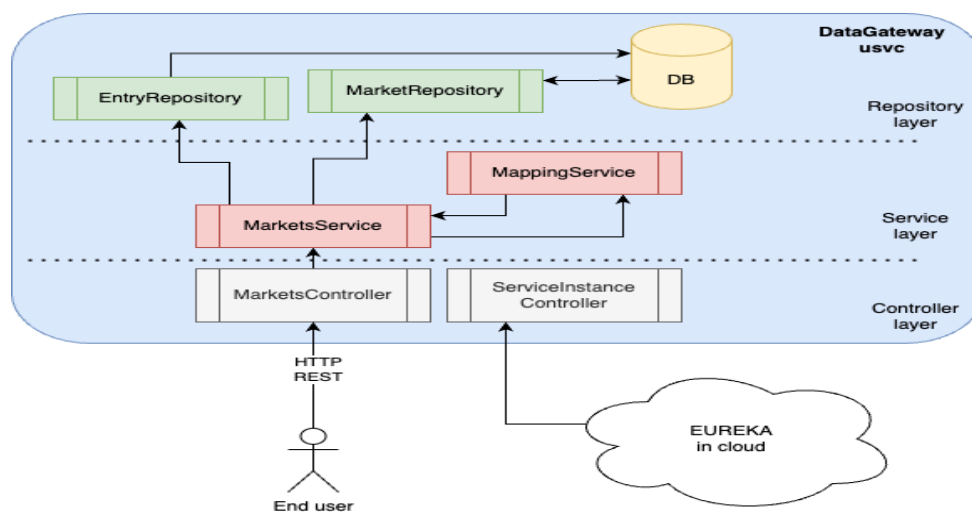 DataGateway
usvc
EntryRepository
MarketRepository
DB
Repository
layer
MappingService
MarketsService
Service
layer
MarketsController
ServiceInstance
Controller
Controller
layer
HTTP
REST
EUREKA
in cloud
End user